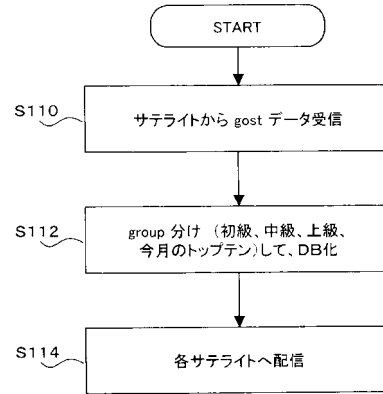 START
S110
サテライトから gost データ受信
S112
group 分け (初級、中級、上級、
今月のトップテン)して、DB化
S114
各サテライトへ配信